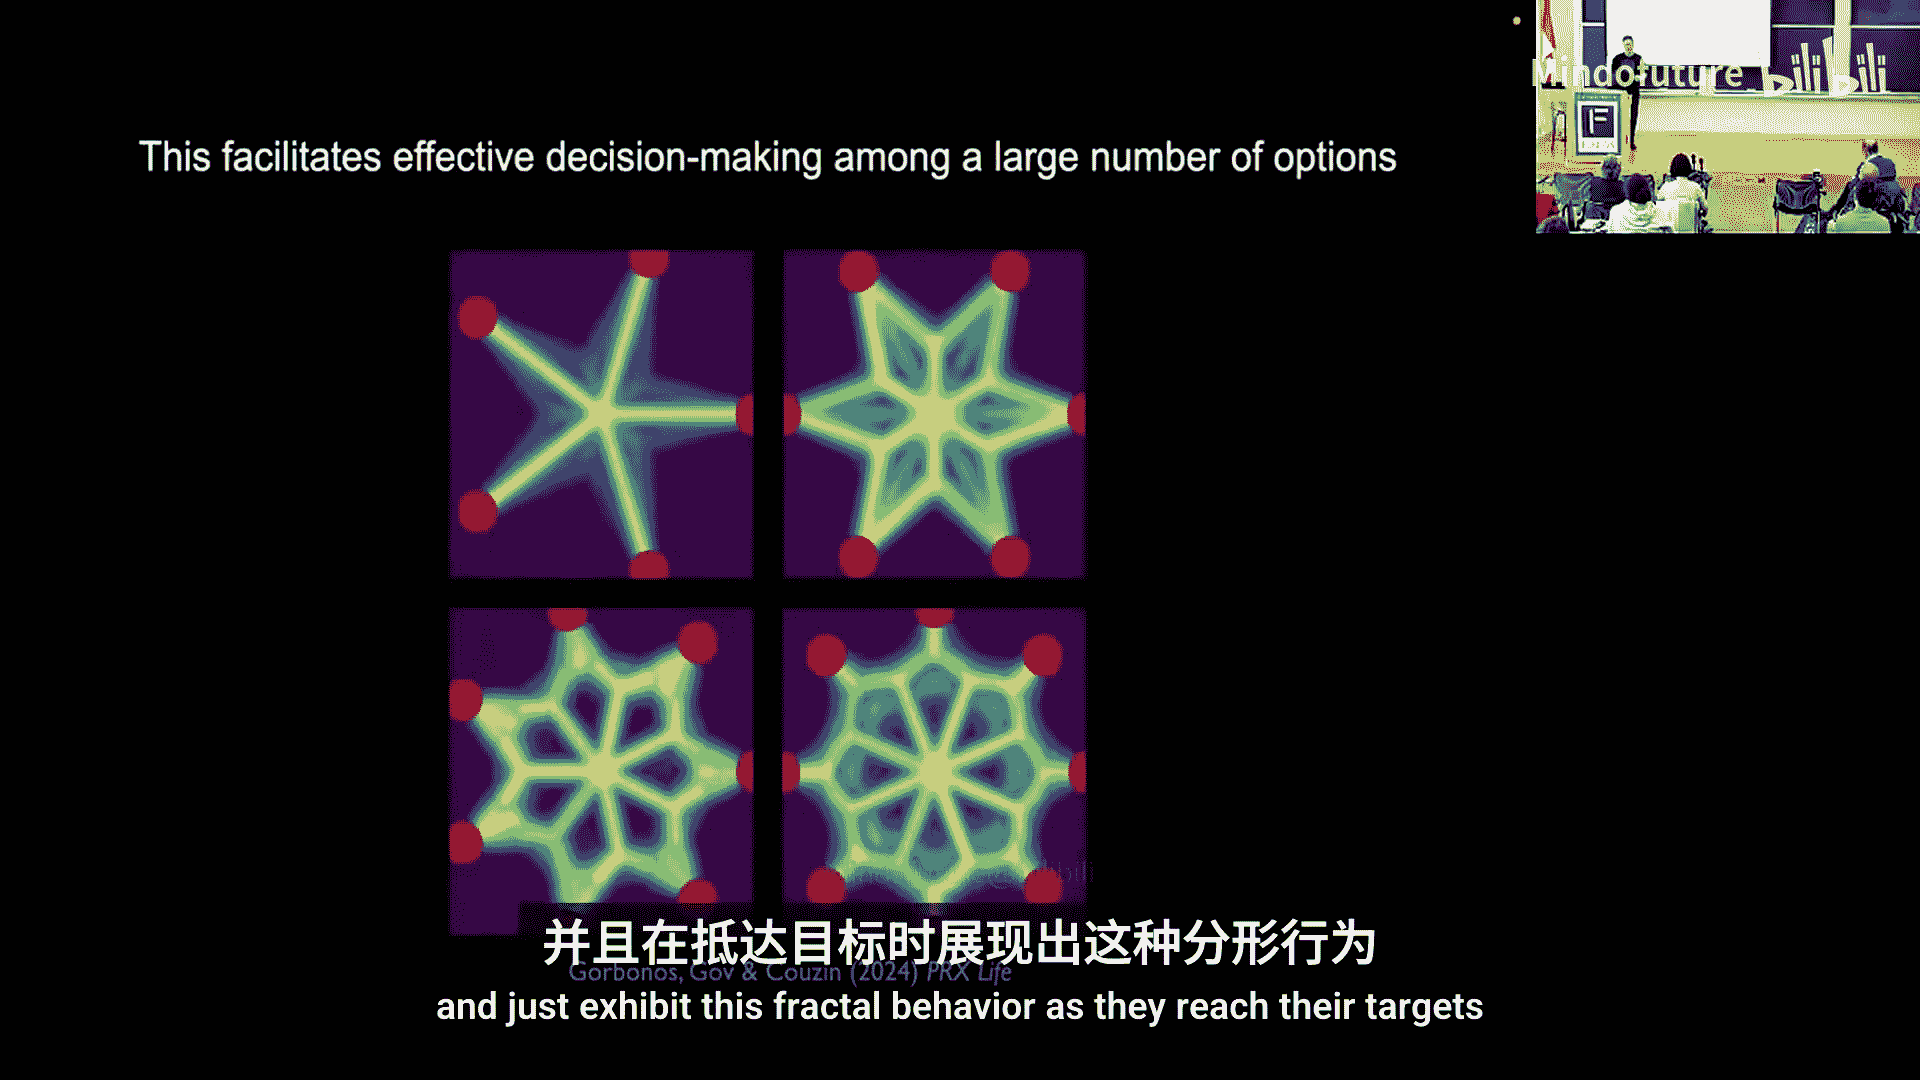 Mindofuture bilibili
F
This facilitates effective decision-making among a large number of options
并且在抵达目标时展现出这种分形行为
Gorbonos, Gov & Couzin (2024) PRX Life
and just exhibit this fractal behavior as they reach their targets